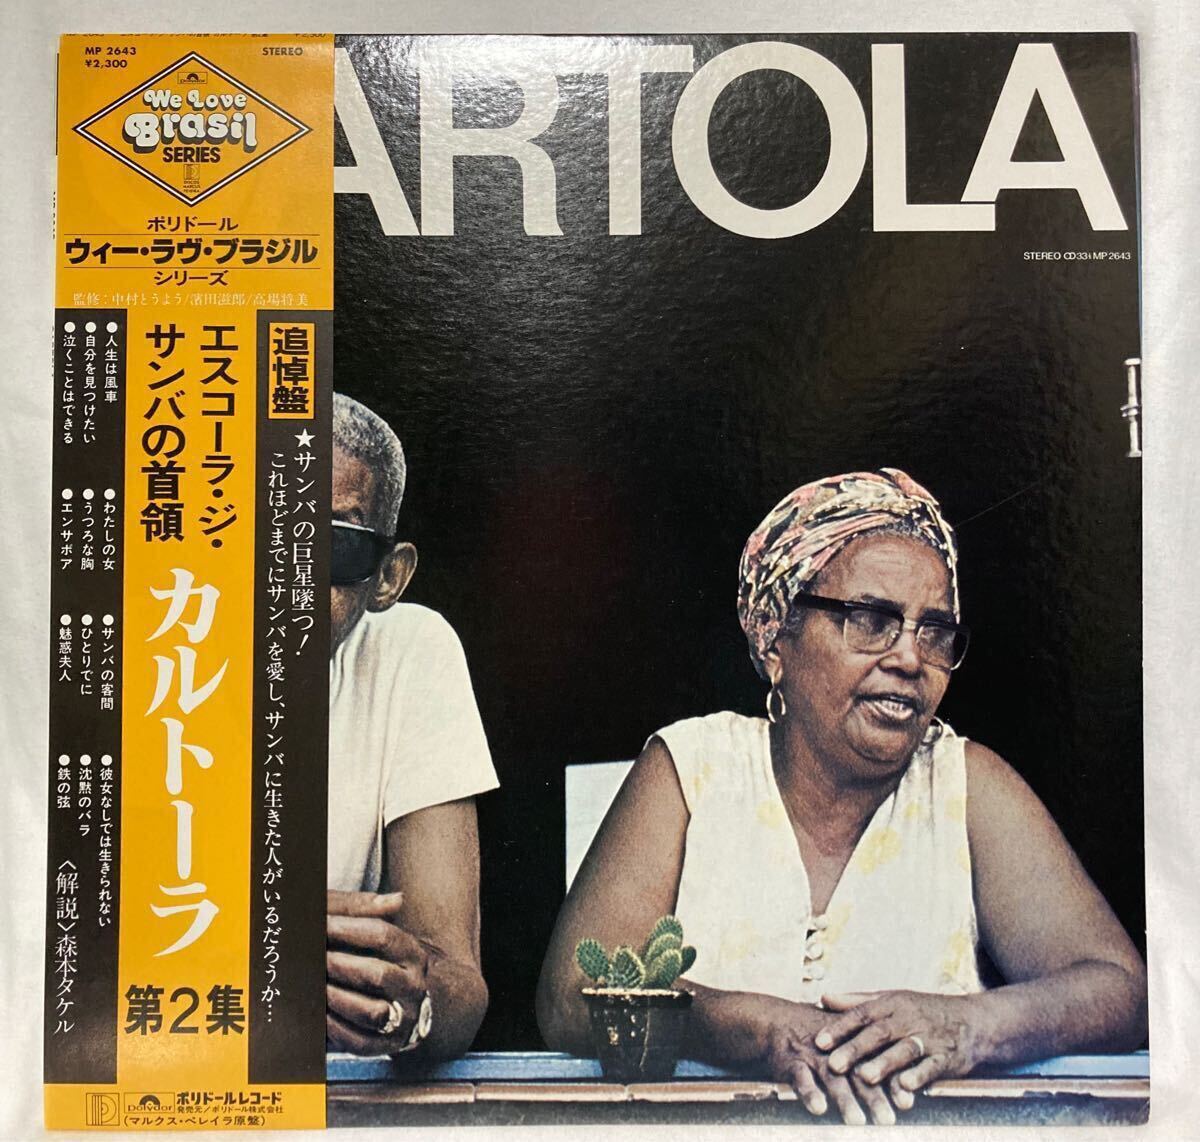 MP 2643
¥2,300
STEREO
Polydor
We Love
Brasil
SERIES
DISCOS
MARCUS
PEREIRA
ポリドール
ウィー・ラヴ・ブラジル
シリーズ
監修:中村とうよう/濱田滋郎/高場将美
ARTOLA
STEREO 33⅓ MP 2643
追悼盤
★サンバの巨星墜つ!
これほどまでにサンバを愛し、サンバに生きた人がいるだろうか…
エスコーラ・ジ・
サンバの首領
カルトーラ
第2集
●人生は風車
●自分を見つけたい
●泣くことはできる
●わたしの女
●うつろな胸
●エンサボア
●サンバの客間
●ひとりでに
●魅惑夫人
●彼女なしでは生きられない
●沈黙のバラ
●鉄の弦
〈解説〉森本タケル
Polydor
ポリドールレコード
発売元/ポリドール株式会社
(マルクス・ペレイラ原盤)